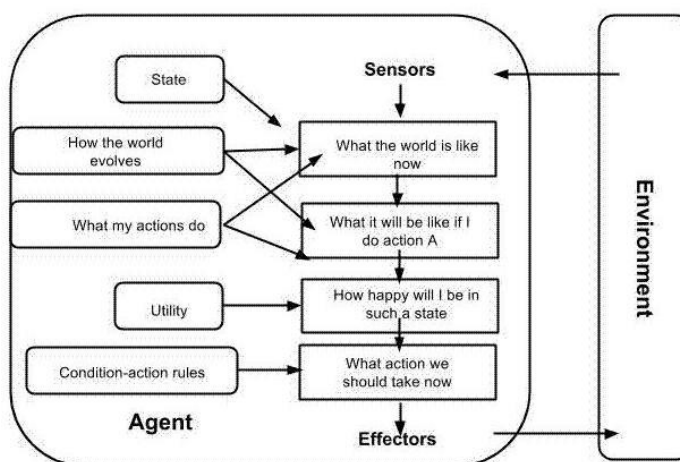 State
Sensors
How the world
evolves
What the world is like
now
What my actions do
What it will be like if I
do action A
Utility
How happy will I be in
such a state
Condition-action rules
What action we
should take now
Agent
Effectors
Environment